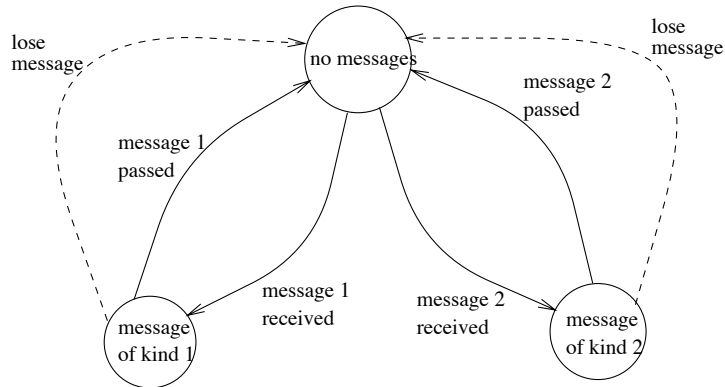 lose
message
no messages
lose
message
message 2
passed
message 1
passed
message 1
received
message 2
received
message
of kind 1
message
of kind 2